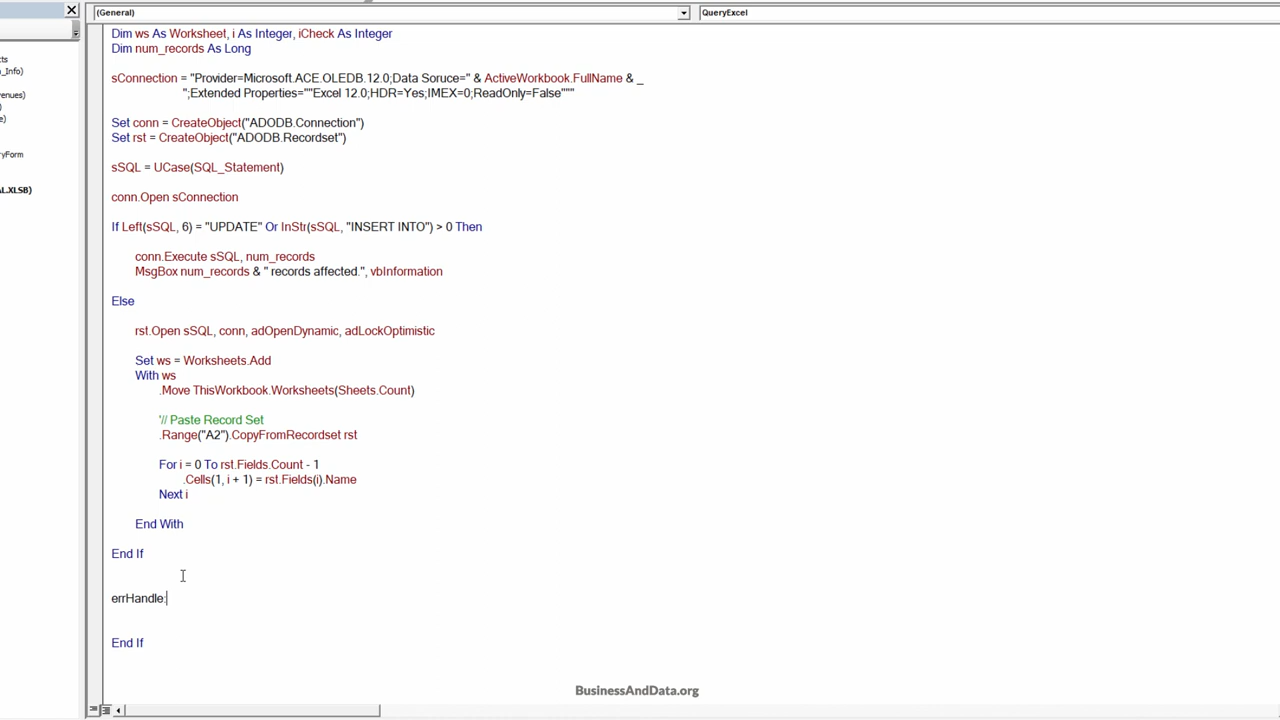 (General)
QueryExcel
cts
_Info)
venues)
)
e)
ryForm
AL.XLSB)
Dim ws As Worksheet, i As Integer, iCheck As Integer
Dim num_records As Long
sConnection = "Provider=Microsoft.ACE.OLEDB.12.0;Data Soruce=" & ActiveWorkbook.FullName & _
";Extended Properties=""Excel 12.0;HDR=Yes;IMEX=0;ReadOnly=False"""
Set conn = CreateObject("ADODB.Connection")
Set rst = CreateObject("ADODB.Recordset")
sSQL = UCase(SQL_Statement)
conn.Open sConnection
If Left(sSQL, 6) = "UPDATE" Or InStr(sSQL, "INSERT INTO") > 0 Then
conn.Execute sSQL, num_records
MsgBox num_records & " records affected.", vbInformation
Else
rst.Open sSQL, conn, adOpenDynamic, adLockOptimistic
Set ws = Worksheets.Add
With ws
.Move ThisWorkbook.Worksheets(Sheets.Count)
'// Paste Record Set
.Range("A2").CopyFromRecordset rst
For i = 0 To rst.Fields.Count - 1
.Cells(1, i + 1) = rst.Fields(i).Name
Next i
End With
End If
errHandle:
End If
BusinessAndData.org